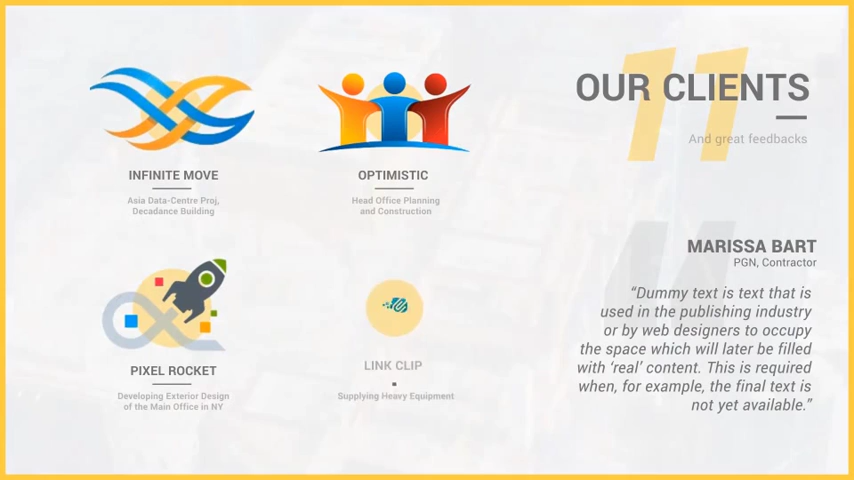 11
OUR CLIENTS
And great feedbacks
INFINITE MOVE
Asia Data-Centre Proj,
Decadance Building
OPTIMISTIC
Head Office Planning
and Construction
PIXEL ROCKET
Developing Exterior Design
of the Main Office in NY
LINK CLIP
Supplying Heavy Equipment
MARISSA BART
PGN, Contractor
“Dummy text is text that is
used in the publishing industry
or by web designers to occupy
the space which will later be filled
with ‘real’ content. This is required
when, for example, the final text is
not yet available.”